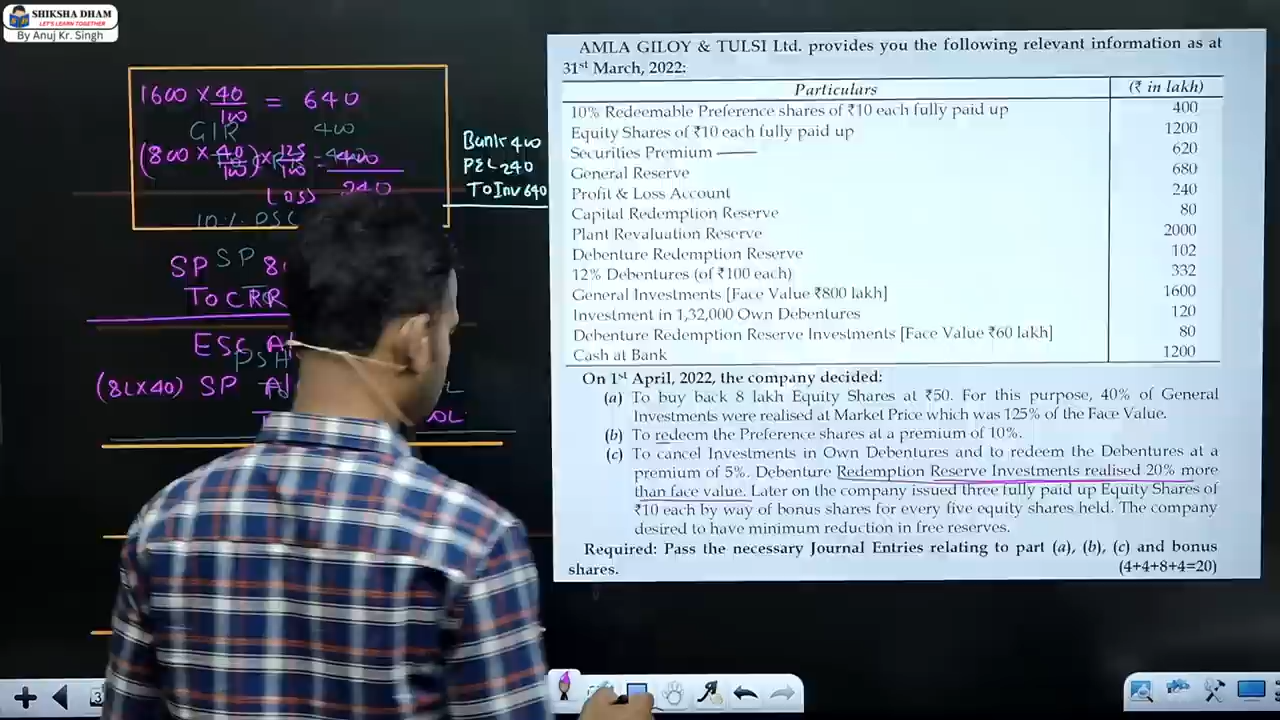 SHIKSHA DHAM
LET'S LEARN TOGETHER
By Anuj Kr. Singh
1600 × 40/100 = 640
GIR 400
(800 × 40/100) × 125/100 = 400
Loss 240
10% PSC
Bank 400
P&L 240
To Inv 640
SP SP
To CRR
ESC A/
PSH
(8L×40) SP A/
OL
AMLA GILOY & TULSI Ltd. provides you the following relevant information as at
31st March, 2022:
Particulars (₹ in lakh)
10% Redeemable Preference shares of ₹10 each fully paid up 400
Equity Shares of ₹10 each fully paid up 1200
Securities Premium 620
General Reserve 680
Profit & Loss Account 240
Capital Redemption Reserve 80
Plant Revaluation Reserve 2000
Debenture Redemption Reserve 102
12% Debentures (of ₹100 each) 332
General Investments [Face Value ₹800 lakh] 1600
Investment in 1,32,000 Own Debentures 120
Debenture Redemption Reserve Investments [Face Value ₹60 lakh] 80
Cash at Bank 1200
On 1st April, 2022, the company decided:
(a) To buy back 8 lakh Equity Shares at ₹50. For this purpose, 40% of General
Investments were realised at Market Price which was 125% of the Face Value.
(b) To redeem the Preference shares at a premium of 10%.
(c) To cancel Investments in Own Debentures and to redeem the Debentures at a
premium of 5%. Debenture Redemption Reserve Investments realised 20% more
than face value. Later on the company issued three fully paid up Equity Shares of
₹10 each by way of bonus shares for every five equity shares held. The company
desired to have minimum reduction in free reserves.
Required: Pass the necessary Journal Entries relating to part (a), (b), (c) and bonus
shares. (4+4+8+4=20)